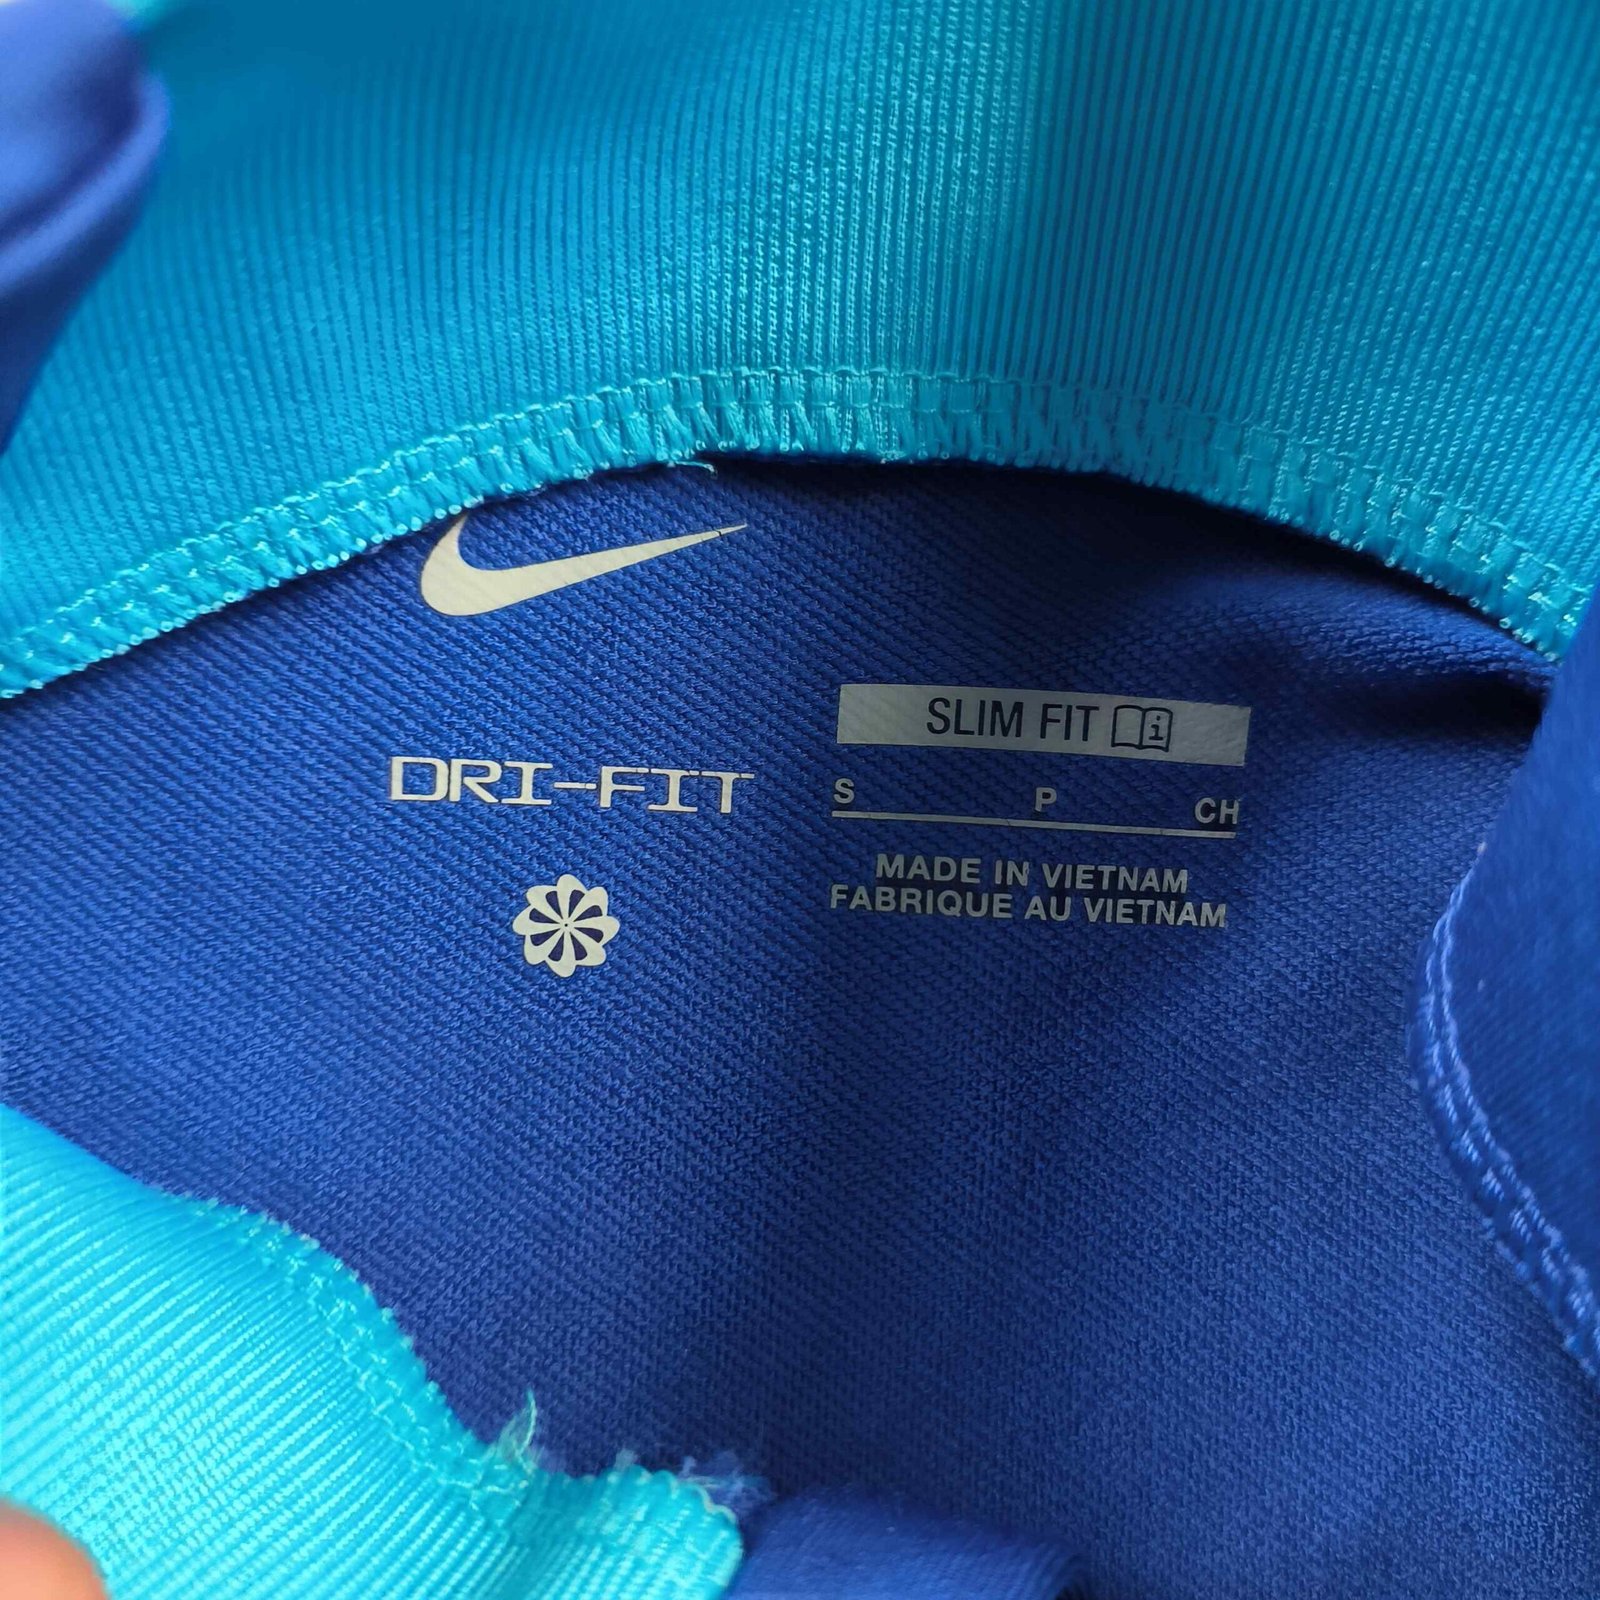 SLIM FIT
DRI-FIT
S P CH
MADE IN VIETNAM
FABRIQUE AU VIETNAM